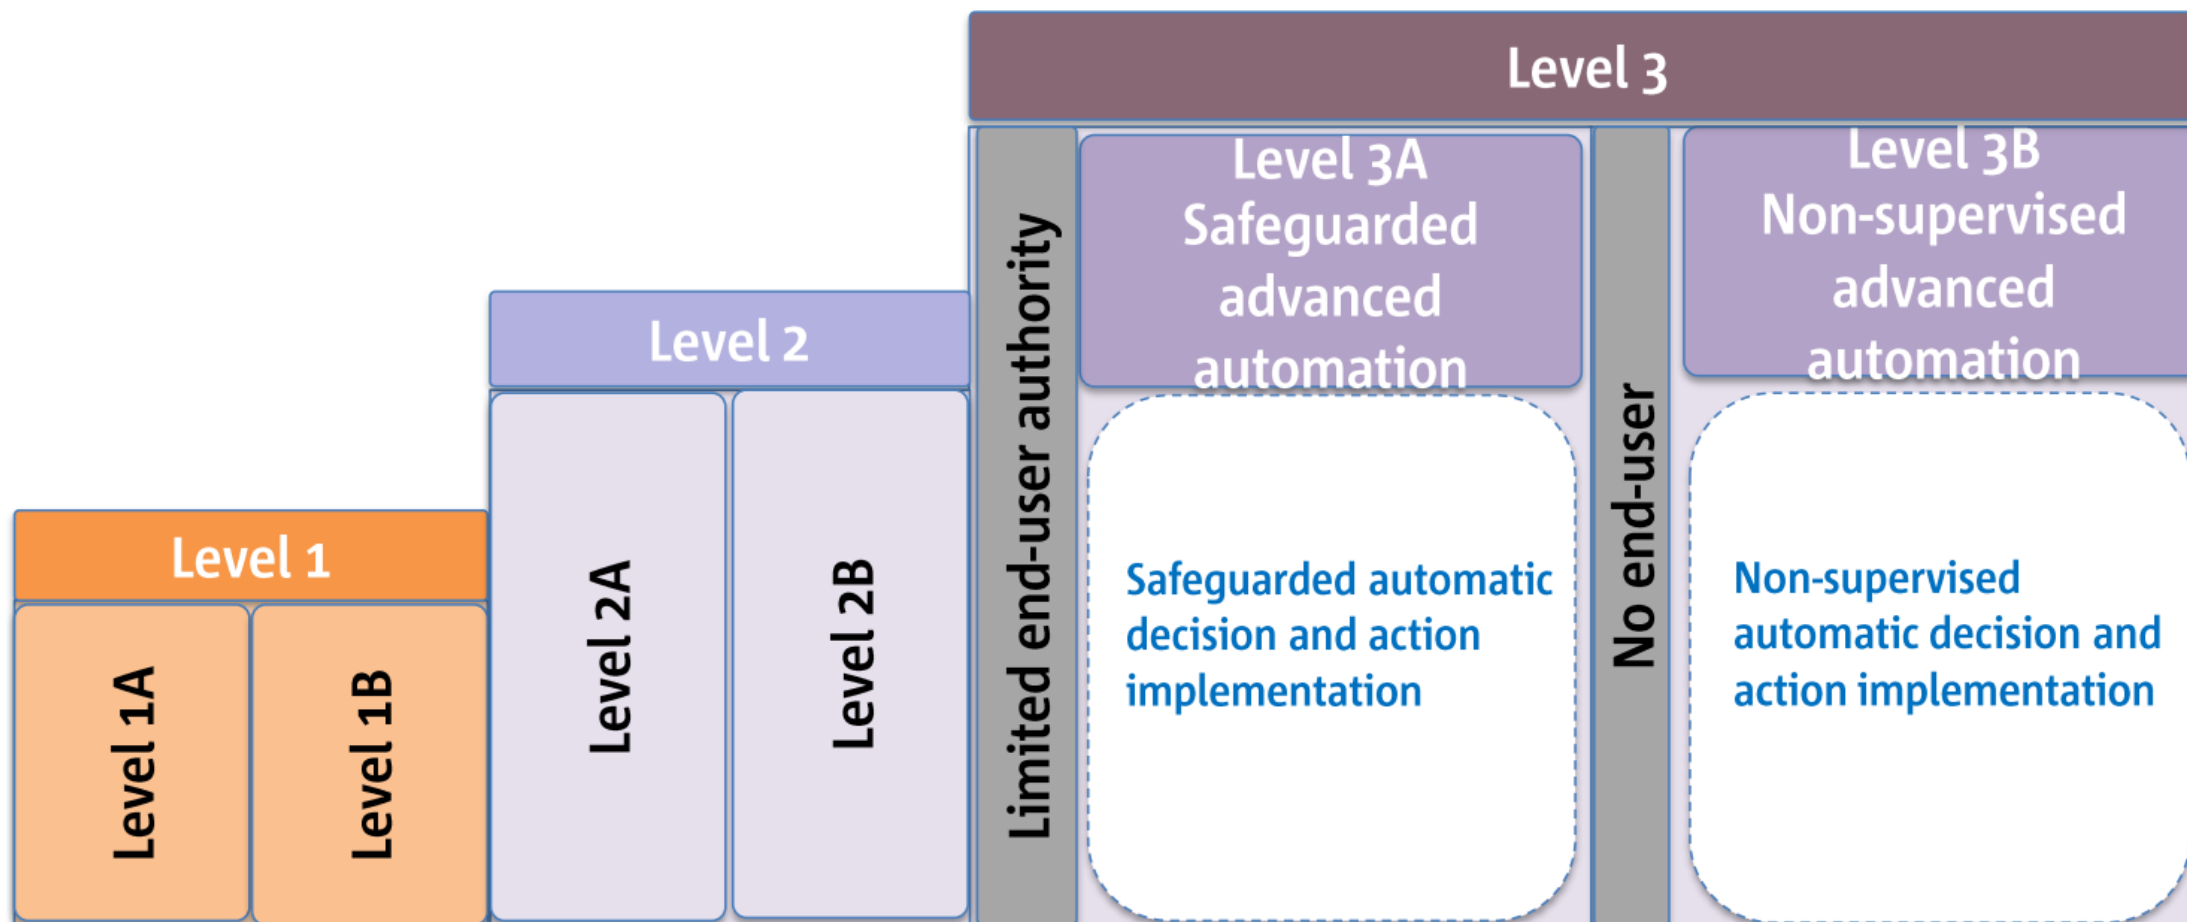 Level 3
Limited end-user authority
Level 3A
Safeguarded
advanced
automation
No end-user
Level 3B
Non-supervised
advanced
automation
Level 2
Level 2A
Level 2B
Level 1
Level 1A
Level 1B
Safeguarded automatic
decision and action
implementation
Non-supervised
automatic decision and
action implementation